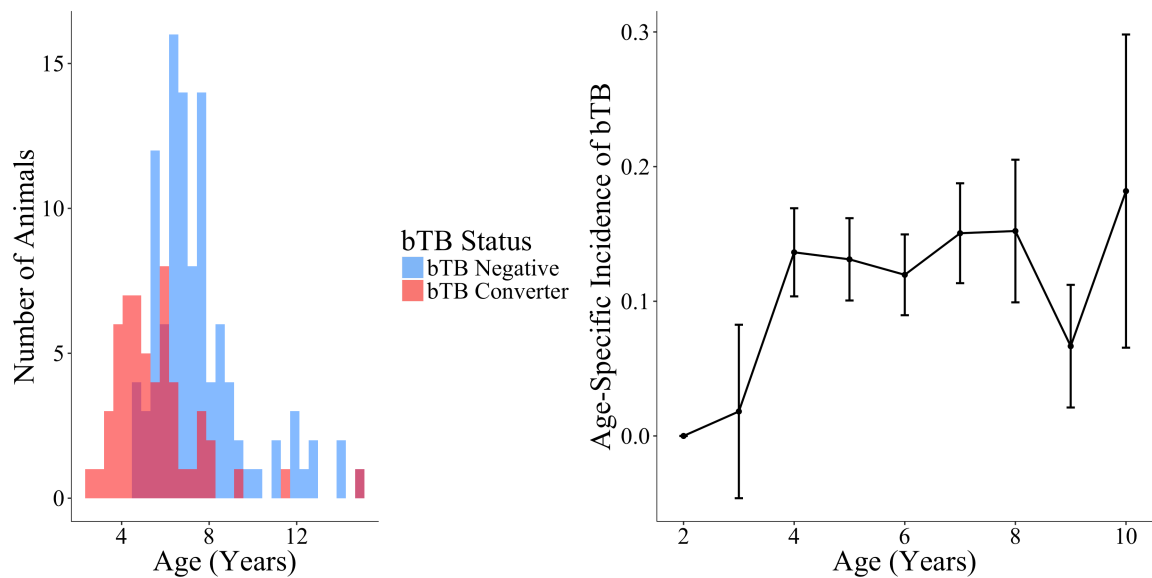 Number of Animals
15
10
5
0
4 8 12
Age (Years)
bTB Status
bTB Negative
bTB Converter
Age-Specific Incidence of bTB
0.3
0.2
0.1
0.0
2 4 6 8 10
Age (Years)